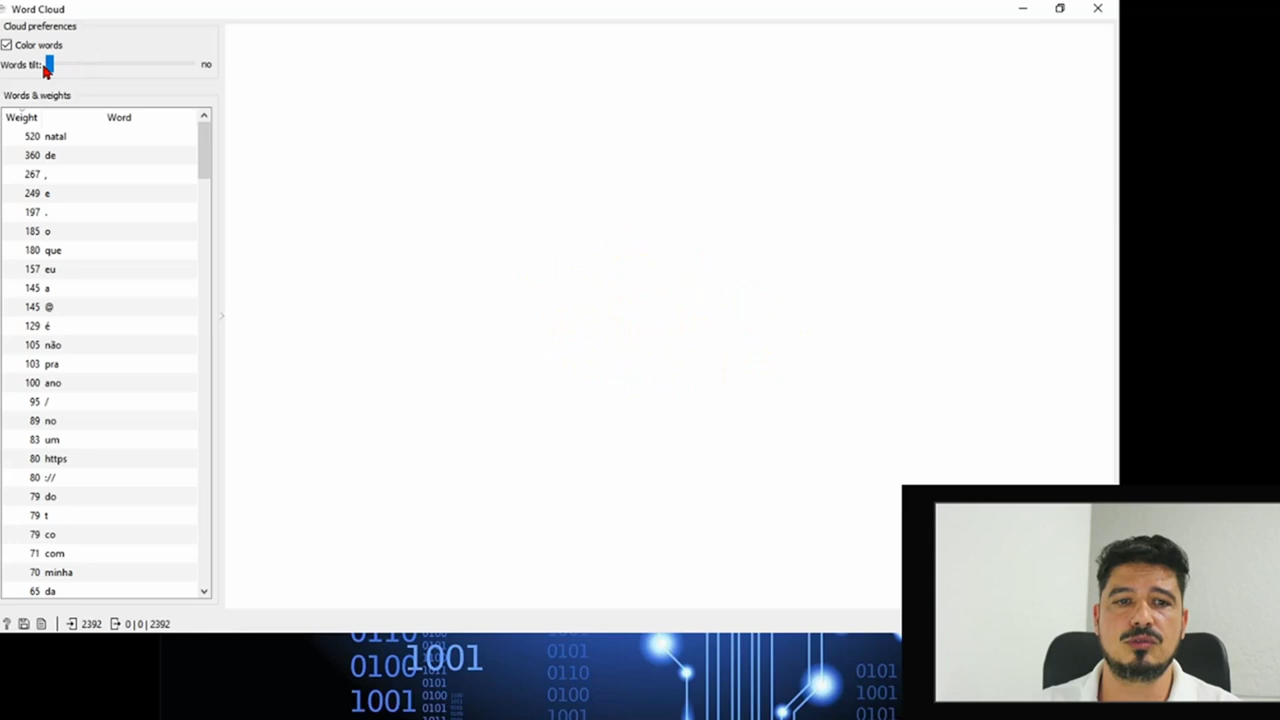 Word Cloud
Cloud preferences
Color words
Words tilt:
no
Words & weights
Weight Word
520 natal
360 de
267 ,
249 e
197 .
185 o
180 que
157 eu
145 a
145 @
129 é
105 não
103 pra
100 ano
95 /
89 no
83 um
80 https
80 ://
79 do
79 t
79 co
71 com
70 minha
65 da
? 2392 0 | 0 | 2392
0110
0100
1001
1001
0101
0110
0100
0101
1001
0101